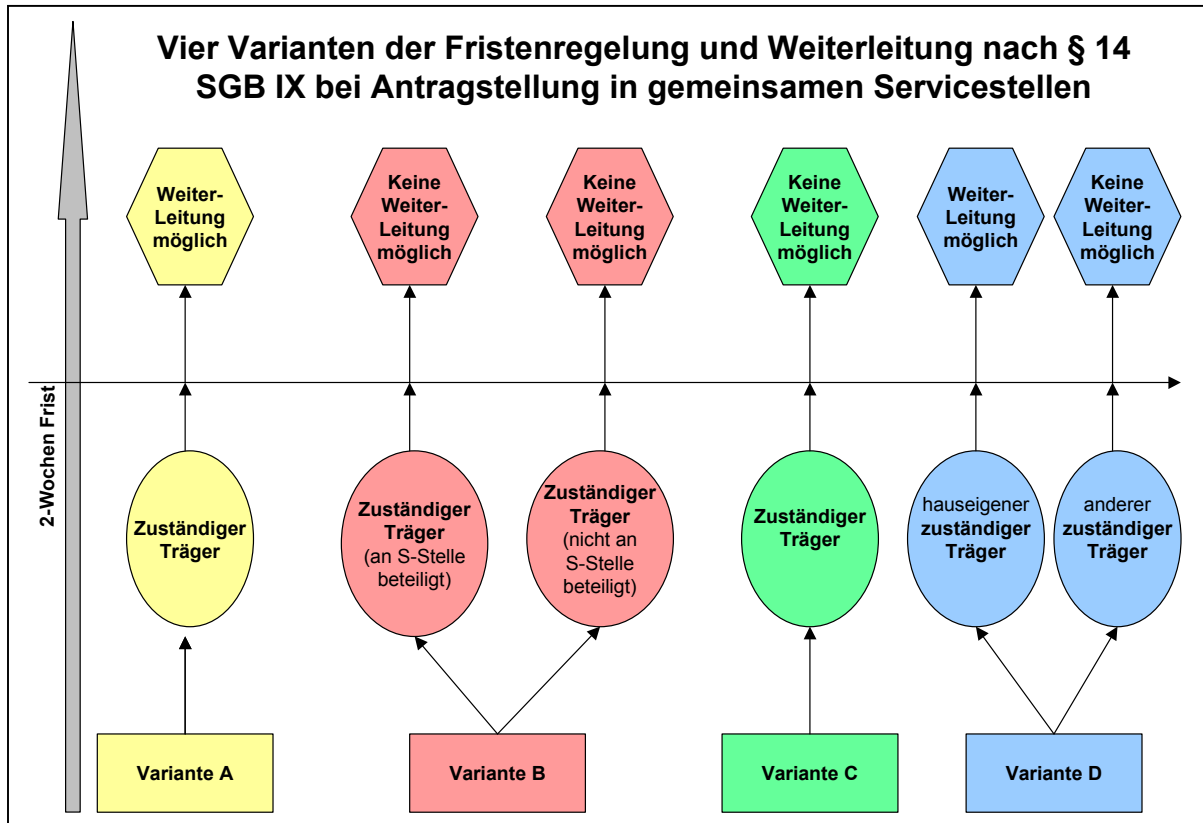 Vier Varianten der Fristenregelung und Weiterleitung nach § 14
SGB IX bei Antragstellung in gemeinsamen Servicestellen
Weiter-
Leitung
möglich
Keine
Weiter-
Leitung
möglich
Keine
Weiter-
Leitung
möglich
Keine
Weiter-
Leitung
möglich
Weiter-
Leitung
möglich
Keine
Weiter-
Leitung
möglich
2-Wochen Frist
Zuständiger
Träger
Zuständiger
Träger
(an S-Stelle
beteiligt)
Zuständiger
Träger
(nicht an
S-Stelle
beteiligt)
Zuständiger
Träger
hauseigener
zuständiger
Träger
anderer
zuständiger
Träger
Variante A
Variante B
Variante C
Variante D